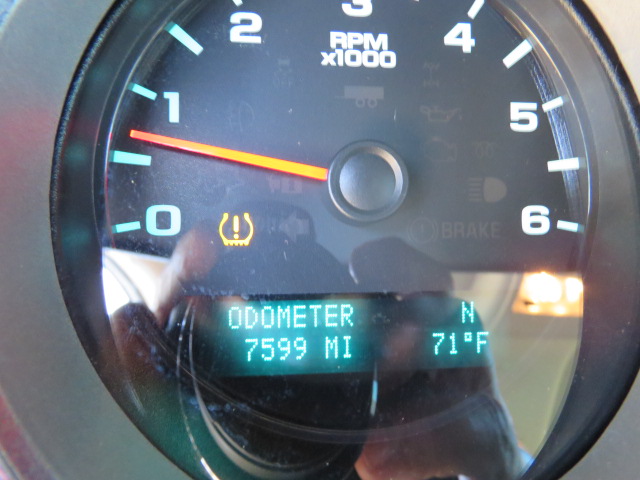 3
2
4
RPM
x1000
1
5
0
6
BRAKE
ODOMETER N
7599 MI 71°F